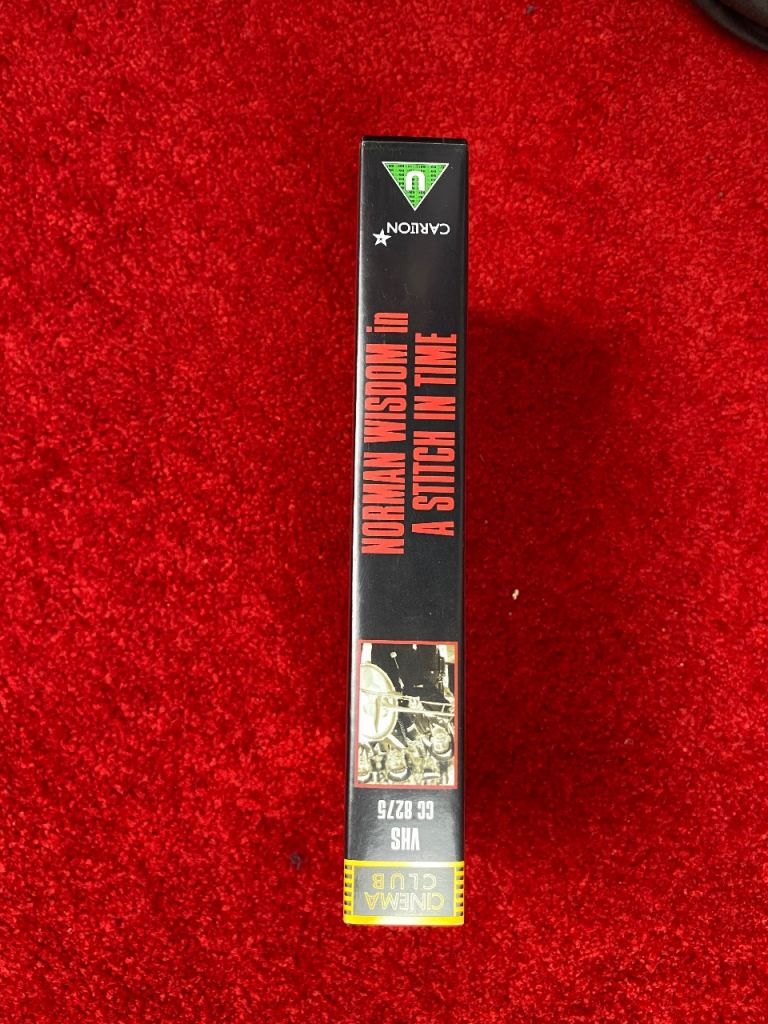 U
CARLTON
NORMAN WISDOM in
A STITCH IN TIME
VHS
CC 8275
CINEMA
CLUB